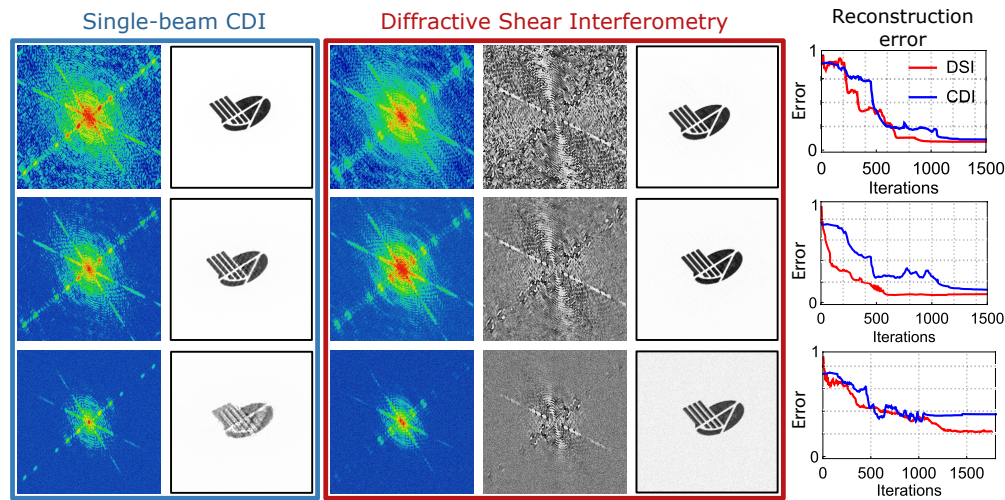 Single-beam CDI
Diffractive Shear Interferometry
Reconstruction
error
1
Error
0
DSI
CDI
0 500 1000 1500
Iterations
1
Error
0
0 500 1000 1500
Iterations
1
Error
0
0 500 1000 1500
Iterations